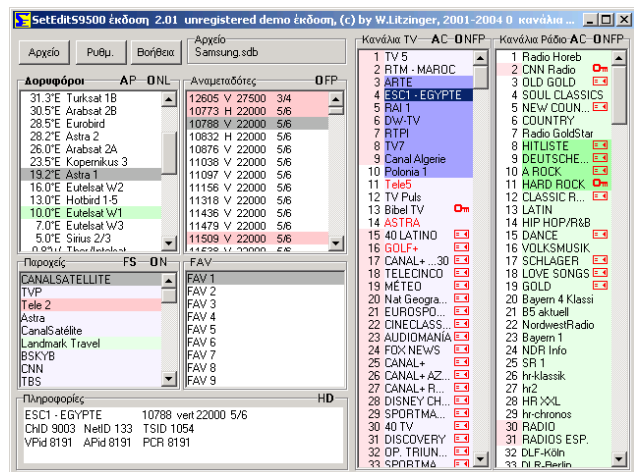 SetEditS9500 έκδοση 2.01 unregistered demo έκδοση, (c) by W.Litzinger, 2001-2004 0 κανάλια ...
Αρχείο
Ρυθμ.
Βοήθεια
Αρχείο
Samsung.sdb
Δορυφόροι AP ONL
31.3°E Turksat 1B
30.5°E Arabsat 2B
28.5°E Eurobird
28.2°E Astra 2
26.0°E Arabsat 2A
23.5°E Kopernikus 3
19.2°E Astra 1
16.0°E Eutelsat W2
13.0°E Hotbird 1-5
10.0°E Eutelsat W1
7.0°E Eutelsat W3
5.0°E Sirius 2/3
Αναμεταδότες OFP
12605 V 27500 3/4
10773 H 22000 5/6
10788 V 22000 5/6
10832 H 22000 5/6
10876 V 22000 5/6
11038 V 22000 5/6
11097 V 22000 5/6
11156 V 22000 5/6
11318 V 22000 5/6
11436 V 22000 5/6
11479 V 22000 5/6
11509 V 22000 5/6
11538 V 22000 5/6
Παροχείς FS ON
CANALSATELLITE
TVP
Tele 2
Astra
CanalSatélite
Landmark Travel
BSKYB
CNN
TBS
FAV
FAV 1
FAV 2
FAV 3
FAV 4
FAV 5
FAV 6
FAV 7
FAV 8
FAV 9
Πληροφορίες HD
ESC1 - EGYPTE 10788 vert 22000 5/6
ChID 9003 NetID 133 TSID 1054
VPid 8191 APid 8191 PCR 8191
Κανάλια TV AC ONFP
1 TV 5
2 RTM - MAROC
3 ARTE
4 ESC1 - EGYPTE
5 RAI 1
6 DW-TV
7 RTPI
8 TV7
9 Canal Algerie
10 Polonia 1
11 Tele5
12 TV Puls
13 Bibel TV
14 ASTRA
15 40 LATINO
16 GOLF+
17 CANAL+ ...30
18 TELECINCO
19 MÉTEO
20 Nat Geogra...
21 EUROSPO...
22 CINECLASS...
23 AUDIOMANÍA
24 FOX NEWS
25 CANAL+
26 CANAL+ AZ...
27 CANAL+ R...
28 DISNEY CH...
29 SPORTMA...
30 40 TV
31 DISCOVERY
32 OP. TRIUN...
33 SPORTMA...
Κανάλια Ράδιο AC ONFP
1 Radio Horeb
2 CNN Radio
3 OLD GOLD
4 SOUL CLASSICS
5 NEW COUN...
6 COUNTRY
7 Radio GoldStar
8 HITLISTE
9 DEUTSCHE...
10 A ROCK
11 HARD ROCK
12 CLASSIC R...
13 LATIN
14 HIP HOP/R&B
15 DANCE
16 VOLKSMUSIK
17 SCHLAGER
18 LOVE SONGS
19 GOLD
20 Bayern 4 Klassi
21 B5 aktuell
22 NordwestRadio
23 Bayern 1
24 NDR Info
25 SR 1
26 hr-klassik
27 hr2
28 HR XXL
29 hr-chronos
30 RADIO
31 RADIOS ESP.
32 DLF-Köln
33 DLR-Berlin